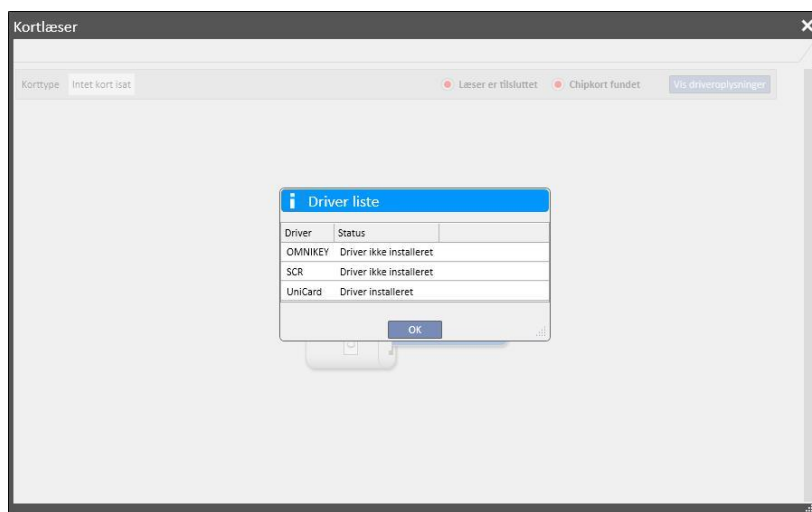 Kortlæser
Korttype Intet kort isat Læser er tilsluttet Chipkort fundet Vis driveroplysninger
Driver liste
Driver Status
OMNIKEY Driver ikke installeret
SCR Driver ikke installeret
UniCard Driver installeret
OK